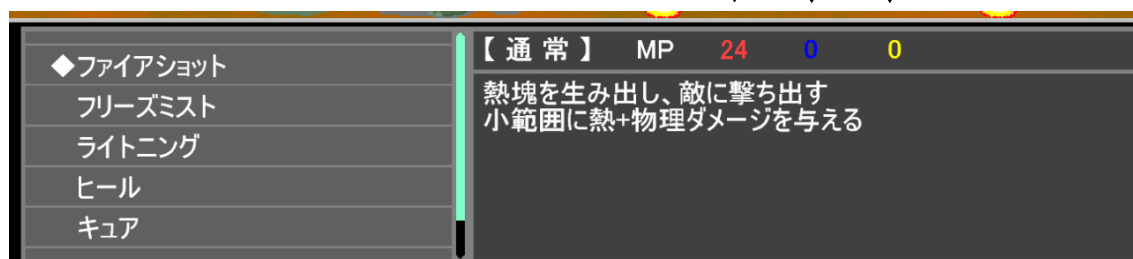 ◆ファイアショット
フリーズミスト
ライトニング
ヒール
キュア
【通常】 MP 24 0 0
熱塊を生み出し、敵に撃ち出す
小範囲に熱+物理ダメージを与える